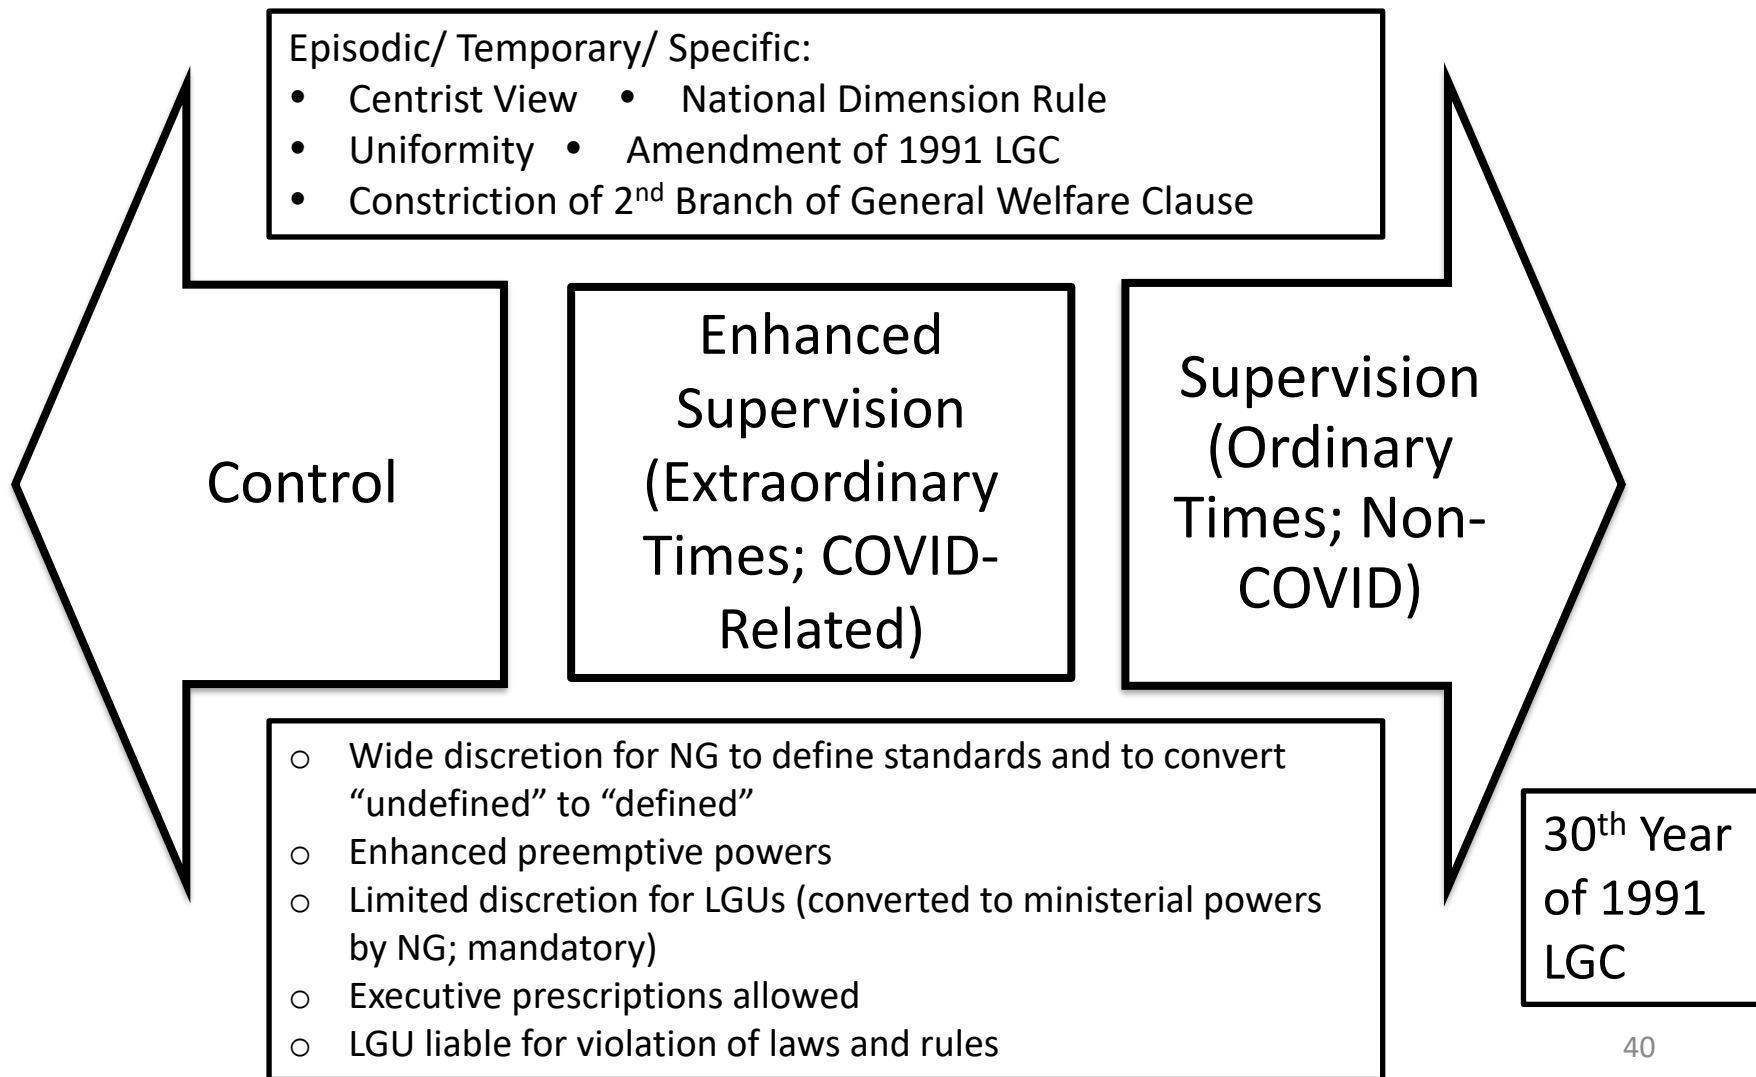 Episodic/ Temporary/ Specific:
• Centrist View • National Dimension Rule
• Uniformity • Amendment of 1991 LGC
• Constriction of 2nd Branch of General Welfare Clause
Control
Enhanced
Supervision
(Extraordinary
Times; COVID-
Related)
Supervision
(Ordinary
Times; Non-
COVID)
o Wide discretion for NG to define standards and to convert
“undefined” to “defined”
o Enhanced preemptive powers
o Limited discretion for LGUs (converted to ministerial powers
by NG; mandatory)
o Executive prescriptions allowed
o LGU liable for violation of laws and rules
30th Year
of 1991
LGC
40